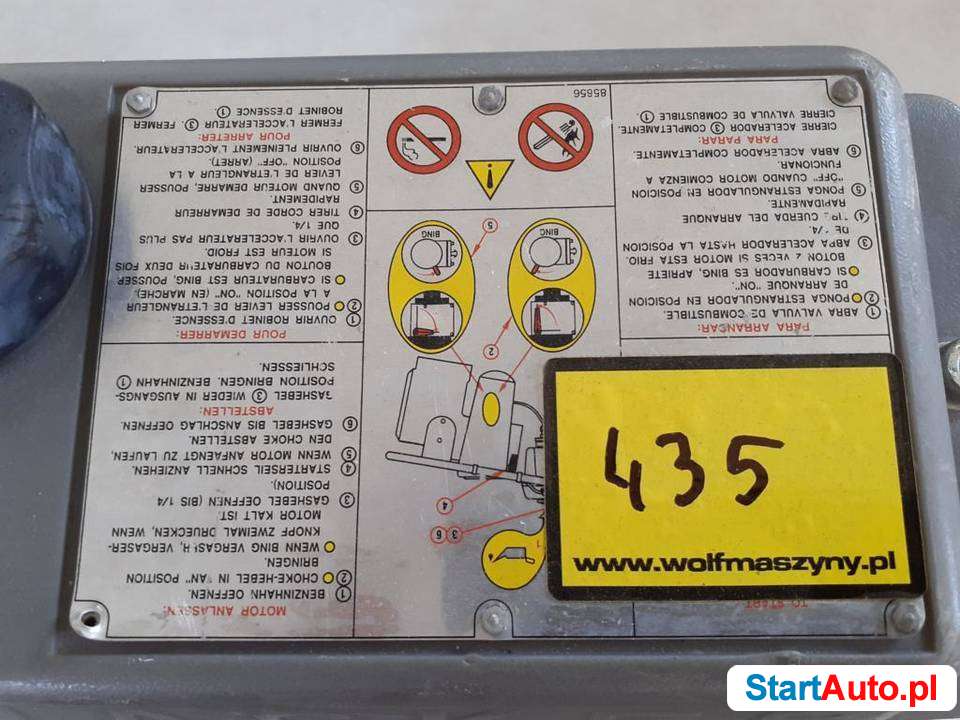 MOTOR ANLASSEN:
① BENZINHAHN OEFFNEN.
② CHOKE-HEBEL IN "AN" POSITION
BRINGEN.
WENN BING VERGASER-
KNOPF ZWEIMAL DRUECKEN, WENN
MOTOR KALT IST.
③ GASHEBEL OEFFNEN (BIS 1/4
POSITION).
④ STARTERSEIL SCHNELL ANZIEHEN
⑤ WENN MOTOR ANFAENGT ZU LAUFEN,
DEN CHOKE ABSTELLEN.
⑥ GASHEBEL BIS ANSCHLAG OEFFNEN.
ABSTELLEN:
GASHEBEL ③ WIEDER IN AUSGANGS-
POSITION BRINGEN. BENZINHAHN ①
SCHLIESSEN.
POUR DEMARRER:
① OUVRIR ROBINET D'ESSENCE.
② POUSSER LEVIER DE L'ETRANGLEUR
A LA POSITION "ON" (EN MARCHE).
SI CARBURATEUR EST BING, POUSSER
BOUTON DU CARBURATEUR DEUX FOIS
SI MOTEUR EST FROID.
③ OUVRIR L'ACCELERATEUR PAS PLUS
QUE 1/4
④ TIRER CORDE DE DEMARREUR
RAPIDEMENT.
⑤ QUAND MOTEUR DEMARRE, POUSSER
LEVIER DE L'ETRANGLEUR A LA
POSITION "OFF" (ARRET).
⑥ OUVRIR PLEINEMENT L'ACCELERATEUR.
POUR ARRETER:
FERMER L'ACCELERATEUR ③ FERMER
ROBINET D'ESSENCE ①
TO START
1
③ ⑥
④
②
⑤
BING
BING
85656
PARA ARRANCAR:
① ABRA VALVULA DE COMBUSTIBLE.
② PONGA ESTRANGULADOR EN POSICION
DE ARRANQUE "ON".
SI CARBURADOR ES BING, APRIETE
BOTON 2 VECES SI MOTOR ESTA FRIO.
③ ABRA ACELERADOR HASTA LA POSICION
DE 1/4.
④ TIRE CUERDA DEL ARRANQUE
RAPIDANENTE.
⑤ PONGA ESTRANGULADOR EN POSICION
"OFF" CUANDO MOTOR COMIENZA A
FUNCIONAR.
⑥ ABRA ACELERADOR COMPLETAMENTE.
PARA PARAR:
CIERRE ACELERADOR ③ COMPLETAMENTE.
CIERRE VALVULA DE COMBUSTIBLE ①
435
www.wolfmaszyny.pl
StartAuto.pl